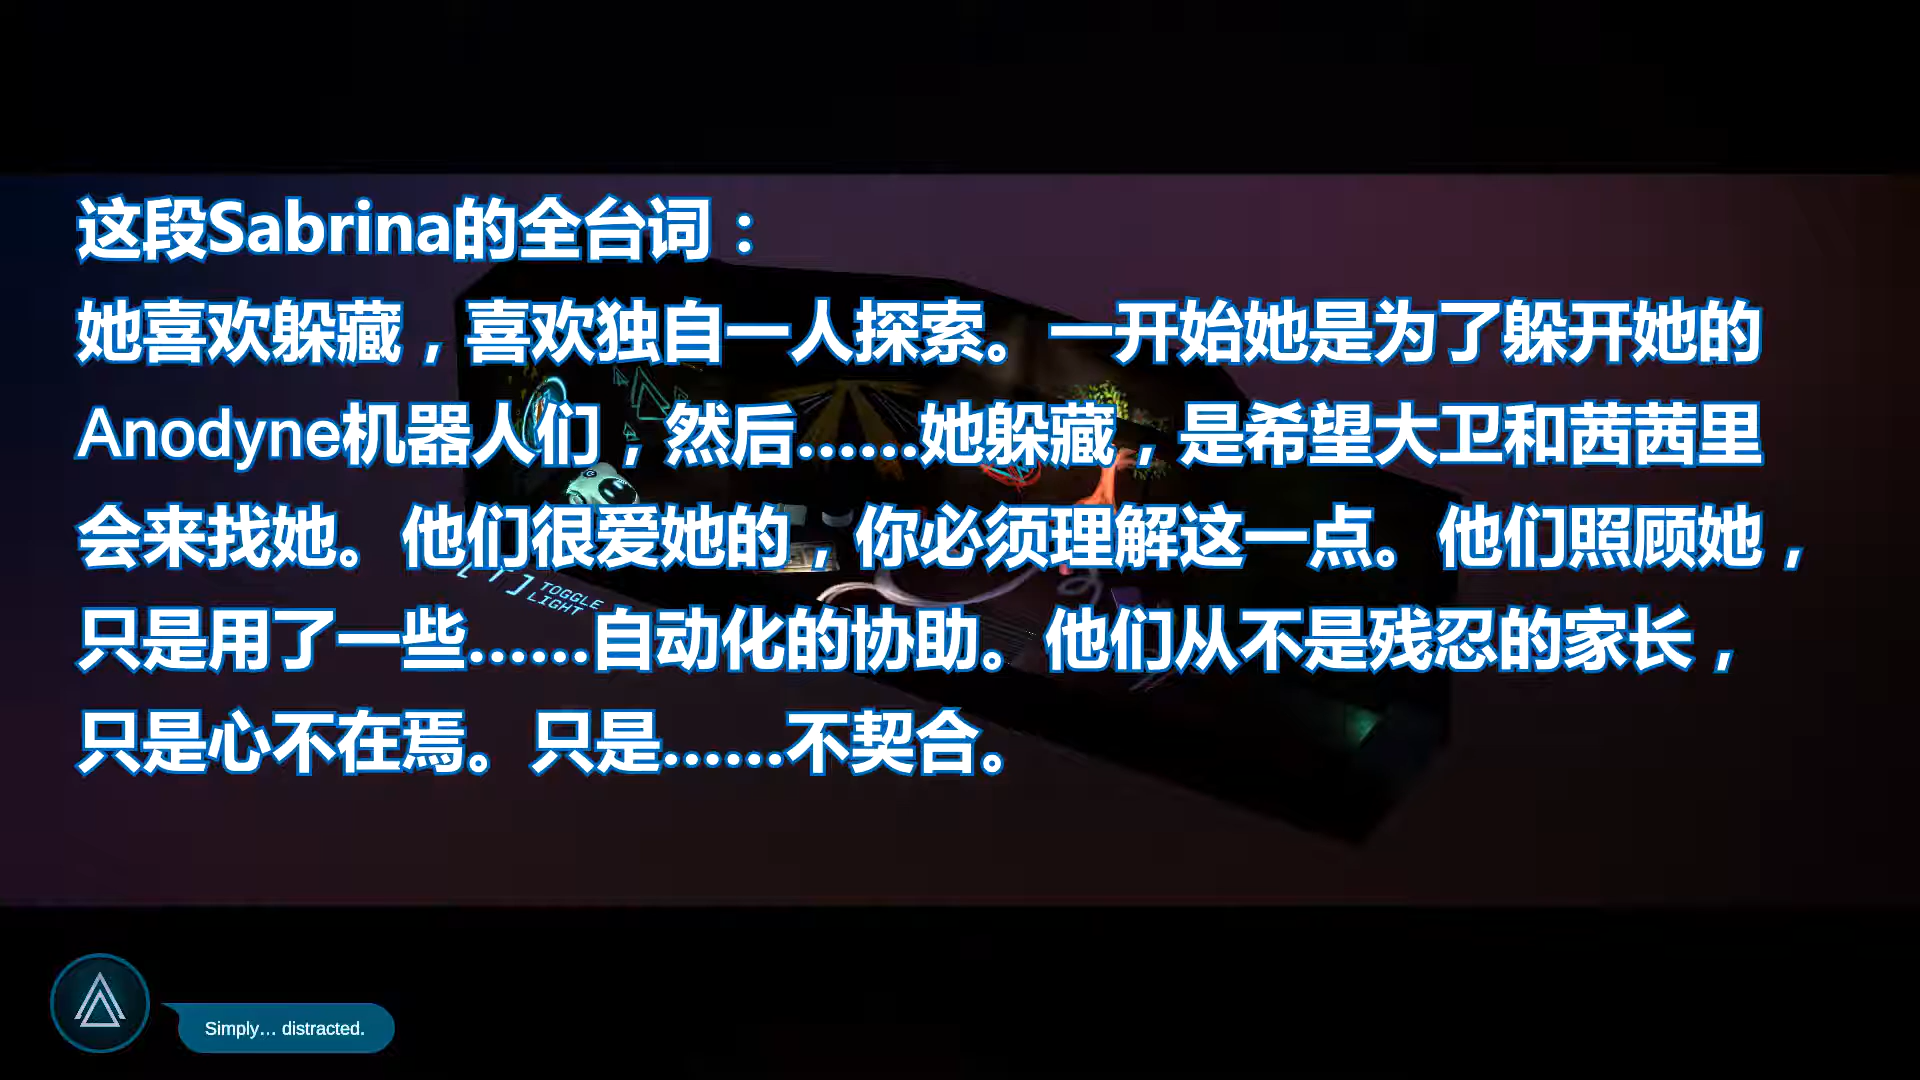 这段Sabrina的全台词：
她喜欢躲藏，喜欢独自一人探索。一开始她是为了躲开她的
Anodyne机器人们，然后……她躲藏，是希望大卫和茜茜里
会来找她。他们很爱她的，你必须理解这一点。他们照顾她，
只是用了一些……自动化的协助。他们从不是残忍的家长，
只是心不在焉。只是……不契合。
TOGGLE
LIGHT
Simply... distracted.